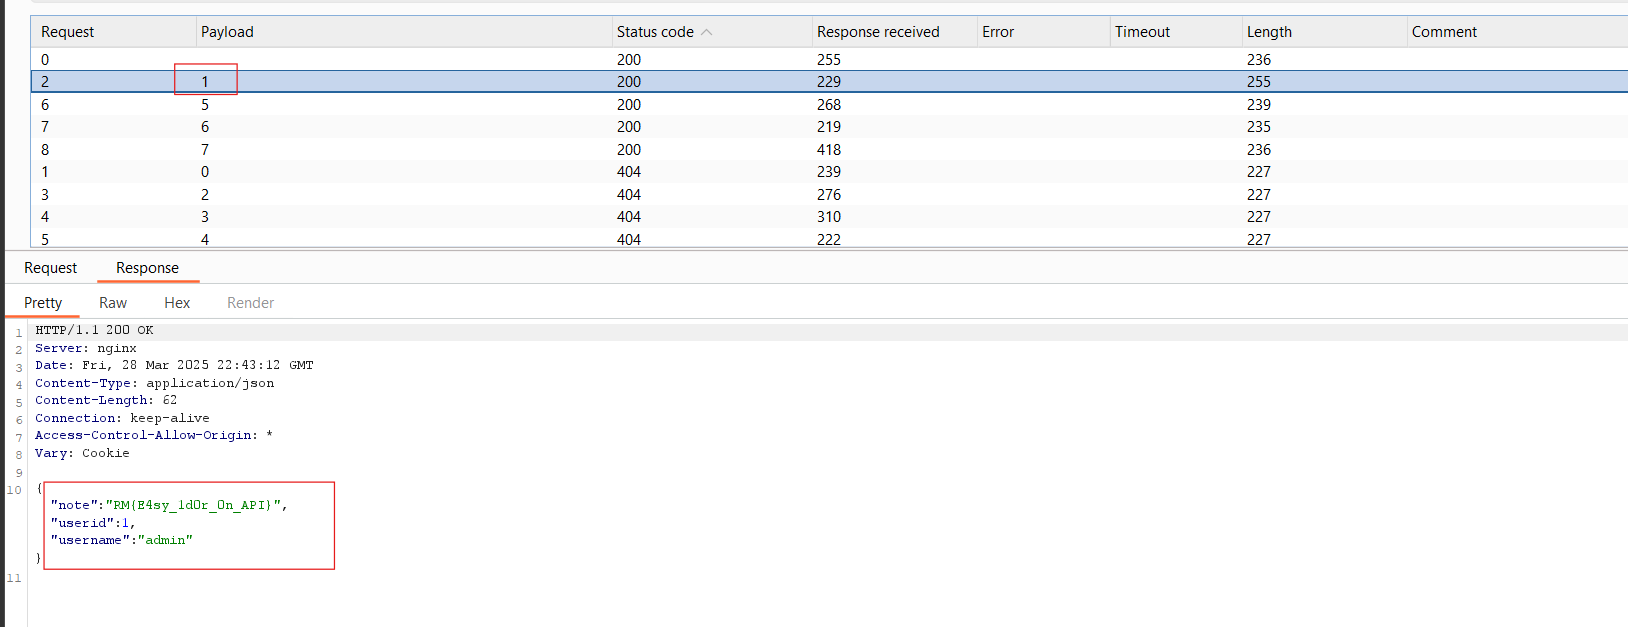 Request Payload Status code Response received Error Timeout Length Comment
0 200 255 236
2 1 200 229 255
6 5 200 268 239
7 6 200 219 235
8 7 200 418 236
1 0 404 239 227
3 2 404 276 227
4 3 404 310 227
5 4 404 222 227
Request Response
Pretty Raw Hex Render
1 HTTP/1.1 200 OK
2 Server: nginx
3 Date: Fri, 28 Mar 2025 22:43:12 GMT
4 Content-Type: application/json
5 Content-Length: 62
6 Connection: keep-alive
7 Access-Control-Allow-Origin: *
8 Vary: Cookie
9
10 {
"note":"RM{E4sy_1d0r_0n_API}",
"userid":1,
"username":"admin"
}
11